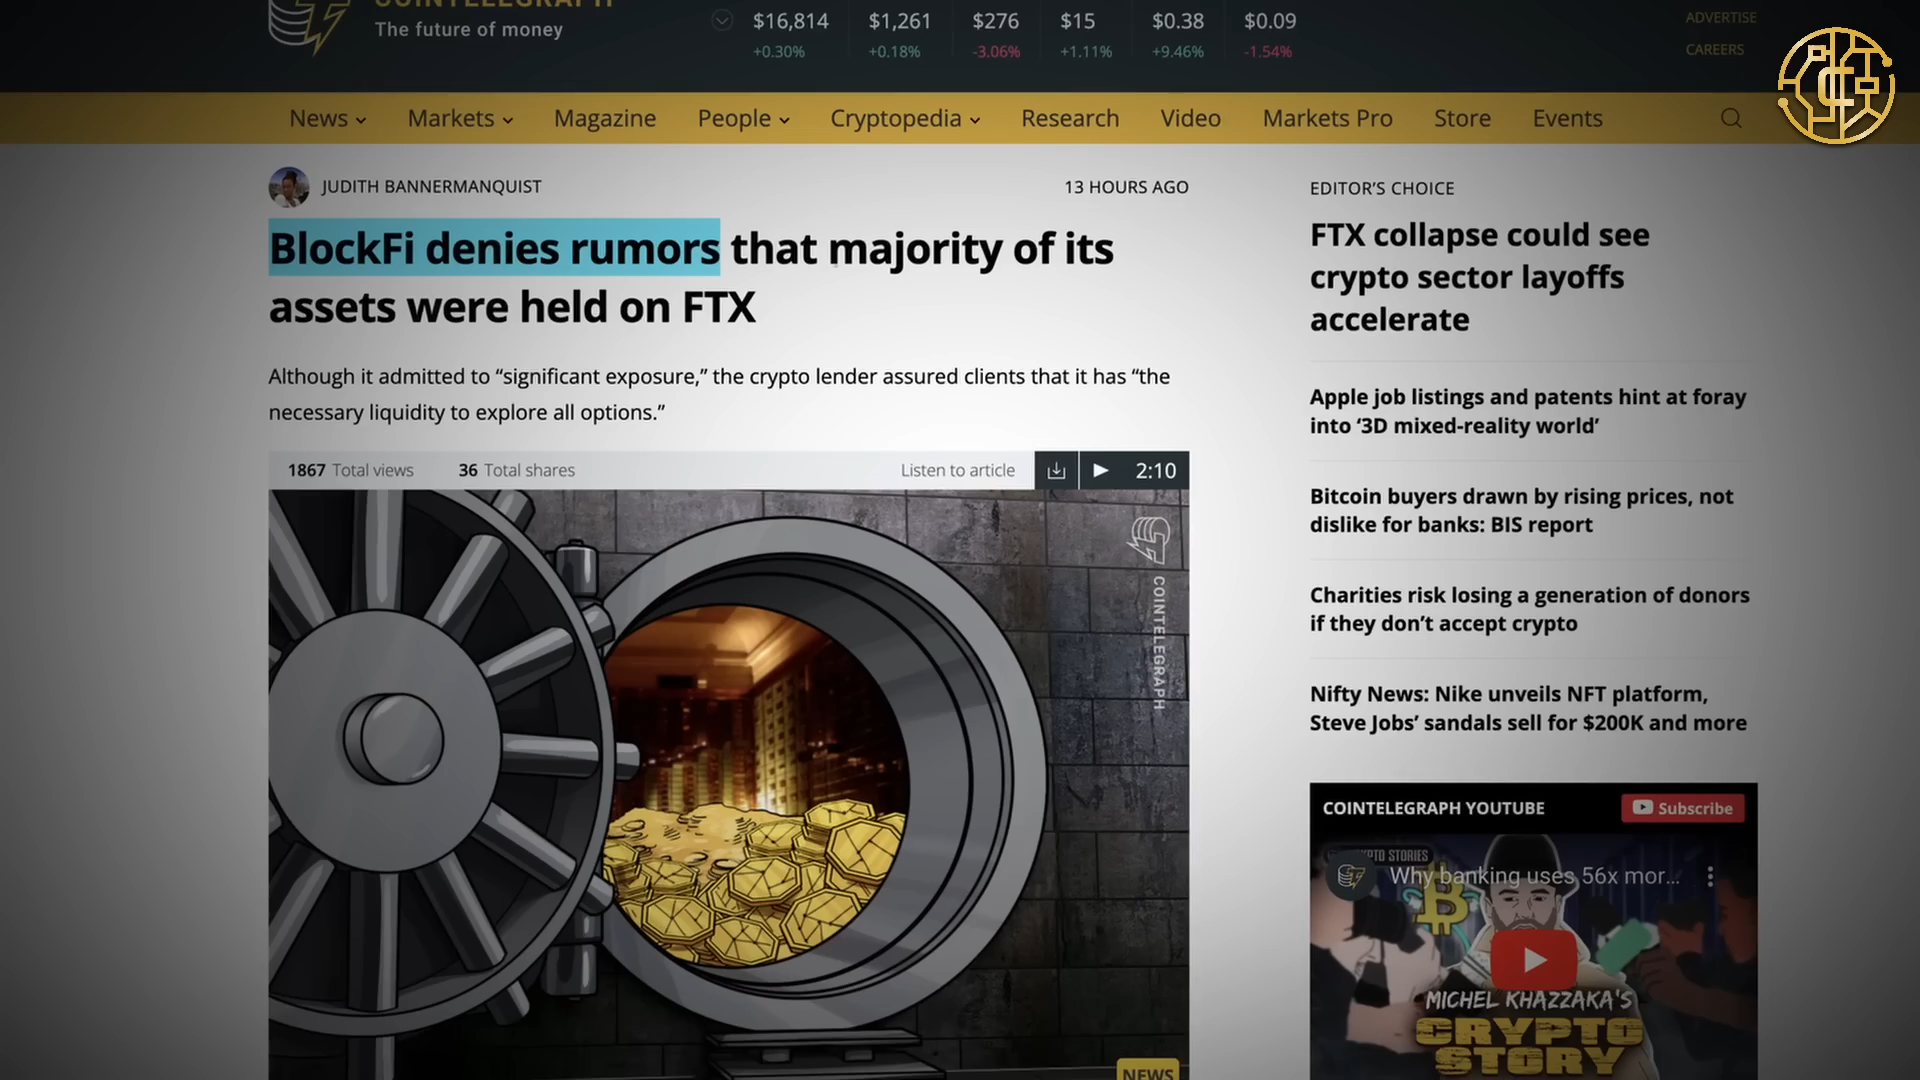 COINTELEGRAPH
The future of money
$16,814 $1,261 $276 $15 $0.38 $0.09
+0.30% +0.18% -3.06% +1.11% +9.46% -1.54%
ADVERTISE
CAREERS
News Markets Magazine People Cryptopedia Research Video Markets Pro Store Events
JUDITH BANNERMANQUIST
13 HOURS AGO
BlockFi denies rumors that majority of its
assets were held on FTX
Although it admitted to “significant exposure,” the crypto lender assured clients that it has “the
necessary liquidity to explore all options.”
1867 Total views 36 Total shares Listen to article 2:10
COINTELEGRAPH
NEWS
EDITOR’S CHOICE
FTX collapse could see
crypto sector layoffs
accelerate
Apple job listings and patents hint at foray
into ‘3D mixed-reality world’
Bitcoin buyers drawn by rising prices, not
dislike for banks: BIS report
Charities risk losing a generation of donors
if they don’t accept crypto
Nifty News: Nike unveils NFT platform,
Steve Jobs’ sandals sell for $200K and more
COINTELEGRAPH YOUTUBE Subscribe
STORIES
Why banking uses 56x mor...
MICHEL KHAZZAKA'S
CRYPTO
STORY